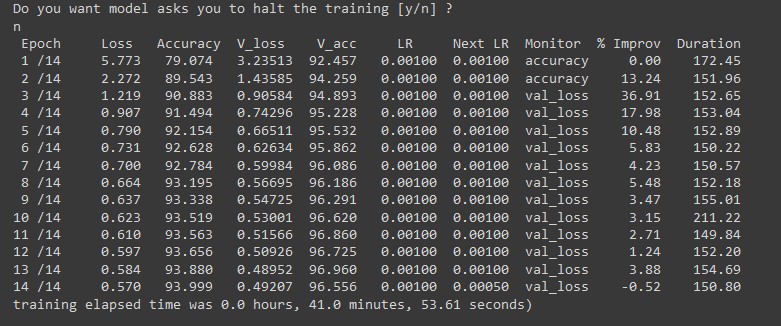 Do you want model asks you to halt the training [y/n] ?
n
Epoch Loss Accuracy V_loss V_acc LR Next LR Monitor % Improv Duration
1 /14 5.773 79.074 3.23513 92.457 0.00100 0.00100 accuracy 0.00 172.45
2 /14 2.272 89.543 1.43585 94.259 0.00100 0.00100 accuracy 13.24 151.96
3 /14 1.219 90.883 0.90584 94.893 0.00100 0.00100 val_loss 36.91 152.65
4 /14 0.907 91.494 0.74296 95.228 0.00100 0.00100 val_loss 17.98 153.04
5 /14 0.790 92.154 0.66511 95.532 0.00100 0.00100 val_loss 10.48 152.89
6 /14 0.731 92.628 0.62634 95.862 0.00100 0.00100 val_loss 5.83 150.22
7 /14 0.700 92.784 0.59984 96.086 0.00100 0.00100 val_loss 4.23 150.57
8 /14 0.664 93.195 0.56695 96.186 0.00100 0.00100 val_loss 5.48 152.18
9 /14 0.637 93.338 0.54725 96.291 0.00100 0.00100 val_loss 3.47 155.01
10 /14 0.623 93.519 0.53001 96.620 0.00100 0.00100 val_loss 3.15 211.22
11 /14 0.610 93.563 0.51566 96.860 0.00100 0.00100 val_loss 2.71 149.84
12 /14 0.597 93.656 0.50926 96.725 0.00100 0.00100 val_loss 1.24 152.20
13 /14 0.584 93.880 0.48952 96.960 0.00100 0.00100 val_loss 3.88 154.69
14 /14 0.570 93.999 0.49207 96.556 0.00100 0.00050 val_loss -0.52 150.80
training elapsed time was 0.0 hours, 41.0 minutes, 53.61 seconds)